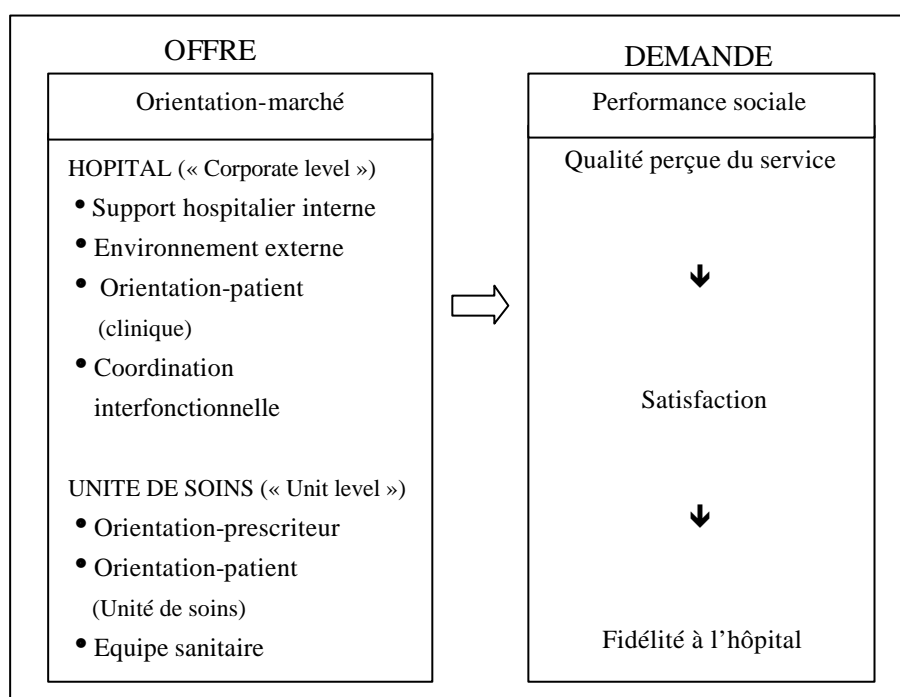 OFFRE
Orientation-marché
HOPITAL (« Corporate level »)
• Support hospitalier interne
• Environnement externe
• Orientation-patient
(clinique)
• Coordination
interfonctionnelle
UNITE DE SOINS (« Unit level »)
• Orientation-prescriteur
• Orientation-patient
(Unité de soins)
• Equipe sanitaire
DEMANDE
Performance sociale
Qualité perçue du service
Satisfaction
Fidélité à l’hôpital